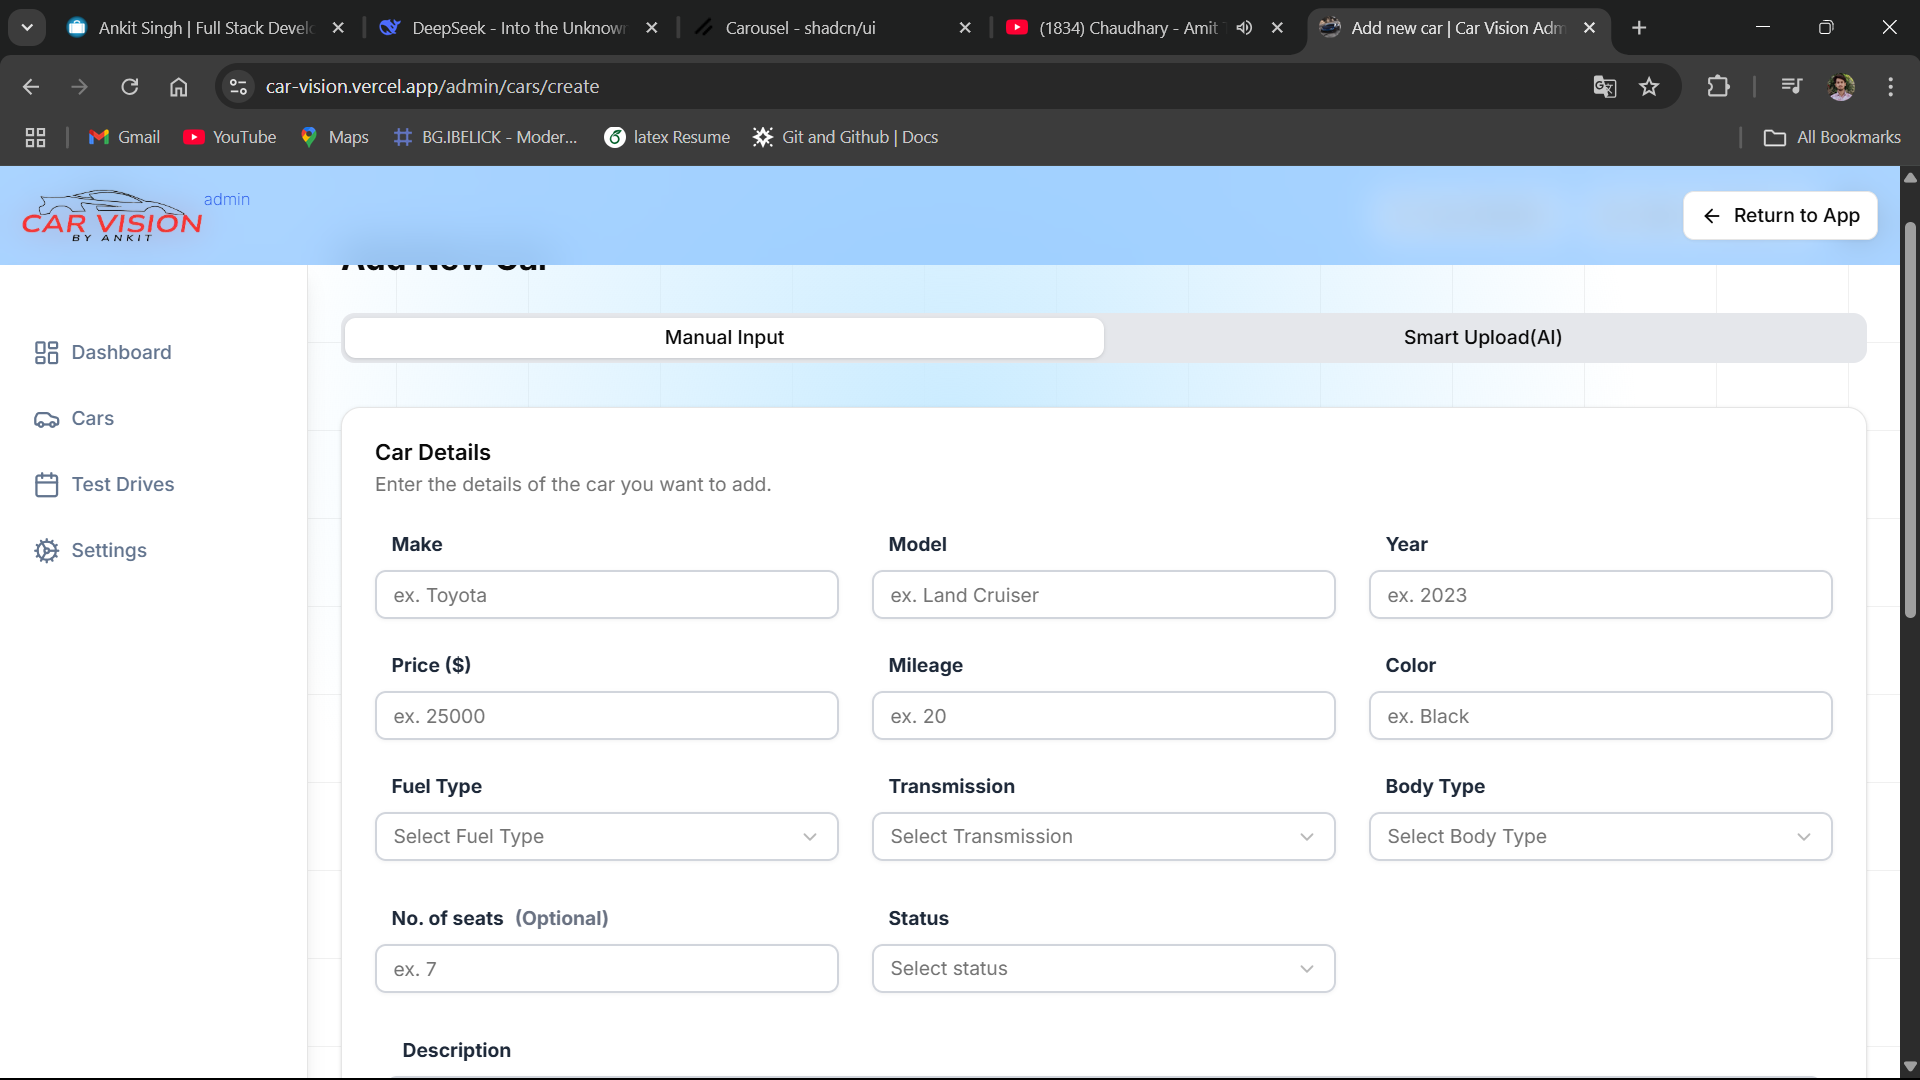 Ankit Singh | Full Stack Develo
DeepSeek - Into the Unknown
Carousel - shadcn/ui
(1834) Chaudhary - Amit T
Add new car | Car Vision Adm
car-vision.vercel.app/admin/cars/create
Gmail
YouTube
Maps
BG.IBELICK - Moder...
latex Resume
Git and Github | Docs
All Bookmarks
CAR VISION
BY ANKIT
admin
Return to App
Add New Car
Dashboard
Cars
Test Drives
Settings
Manual Input
Smart Upload(AI)
Car Details
Enter the details of the car you want to add.
Make
Model
Year
ex. Toyota
ex. Land Cruiser
ex. 2023
Price ($)
Mileage
Color
ex. 25000
ex. 20
ex. Black
Fuel Type
Transmission
Body Type
Select Fuel Type
Select Transmission
Select Body Type
No. of seats (Optional)
Status
ex. 7
Select status
Description